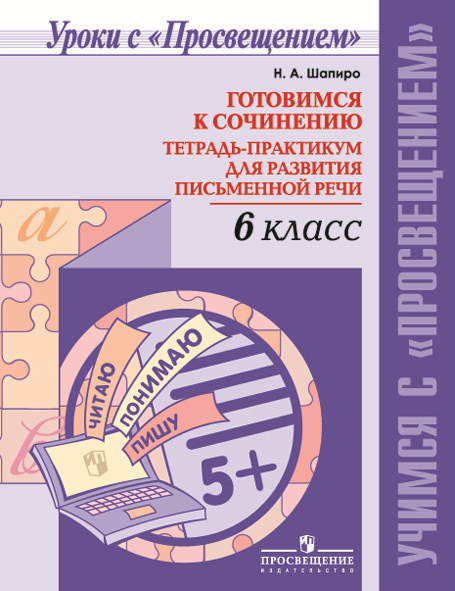 Уроки с «Просвещением»
Н. А. Шапиро
ГОТОВИМСЯ
К СОЧИНЕНИЮ
ТЕТРАДЬ-ПРАКТИКУМ
ДЛЯ РАЗВИТИЯ
ПИСЬМЕННОЙ РЕЧИ
6 класс
а
в
ЧИТАЮ
ПОНИМАЮ
ПИШУ
5+
ПРОСВЕЩЕНИЕ
ИЗДАТЕЛЬСТВО
УЧИМСЯ С «ПРОСВЕЩЕНИЕМ»